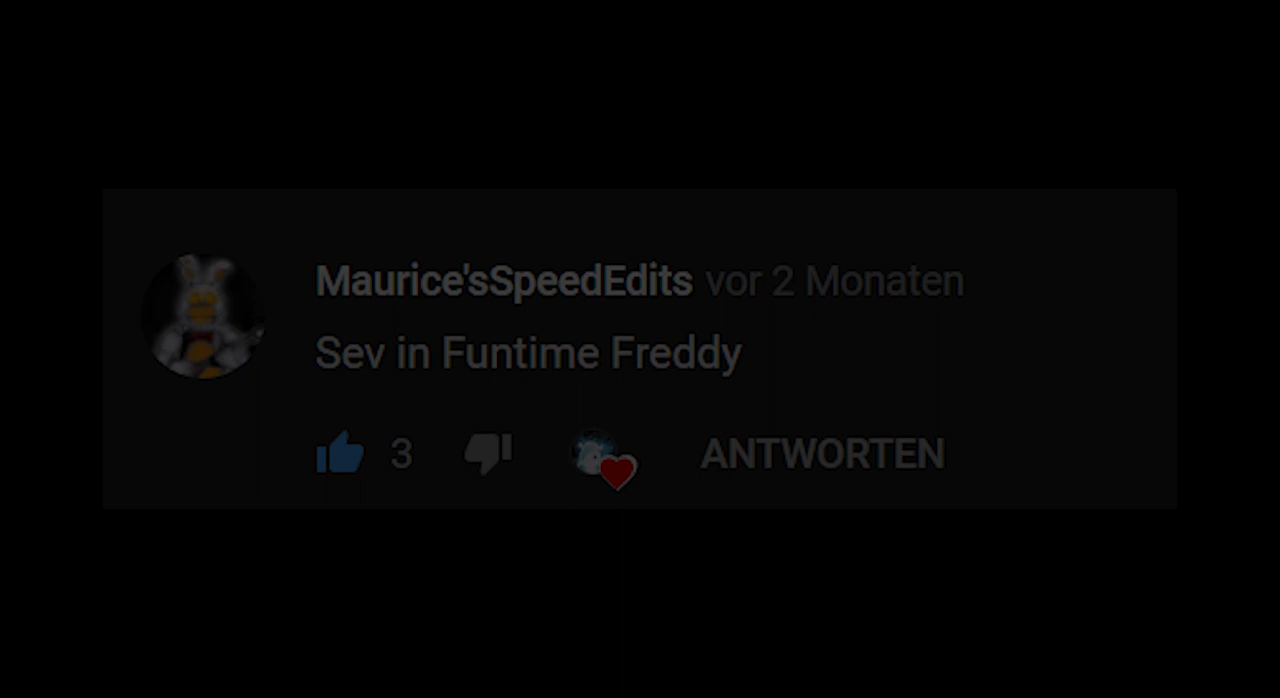 Maurice'sSpeedEdits vor 2 Monaten
Sev in Funtime Freddy
3 ANTWORTEN